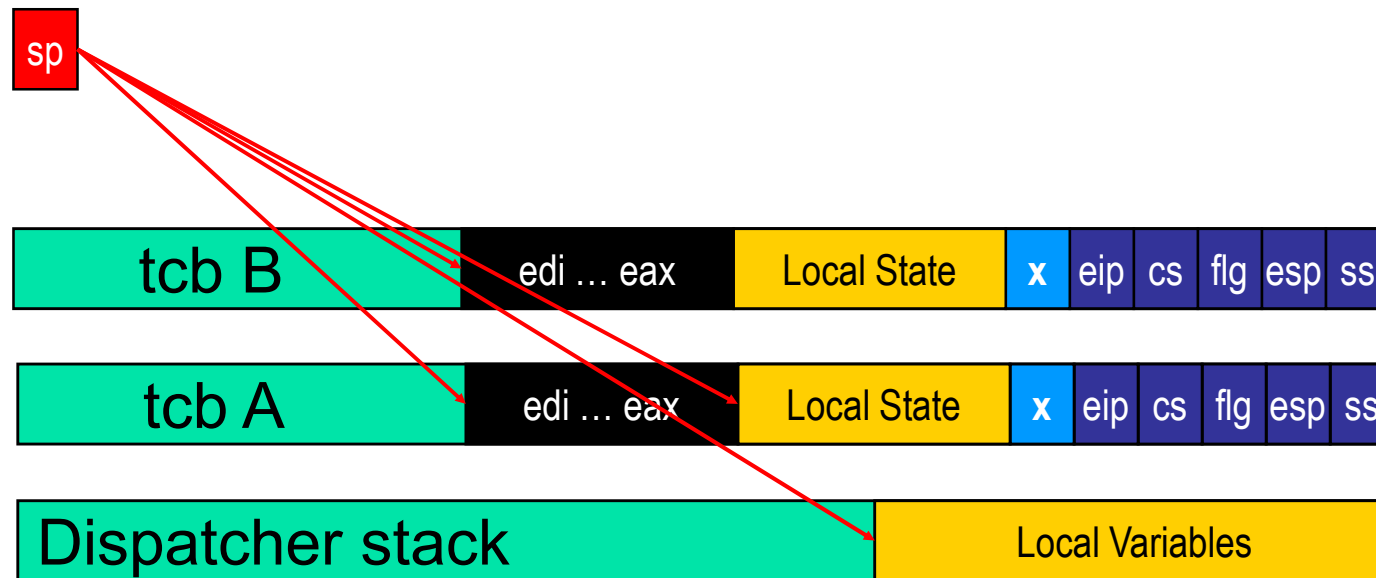 sp
tcb B edi … eax Local State x eip cs flg esp ss
tcb A edi … eax Local State x eip cs flg esp ss
Dispatcher stack Local Variables